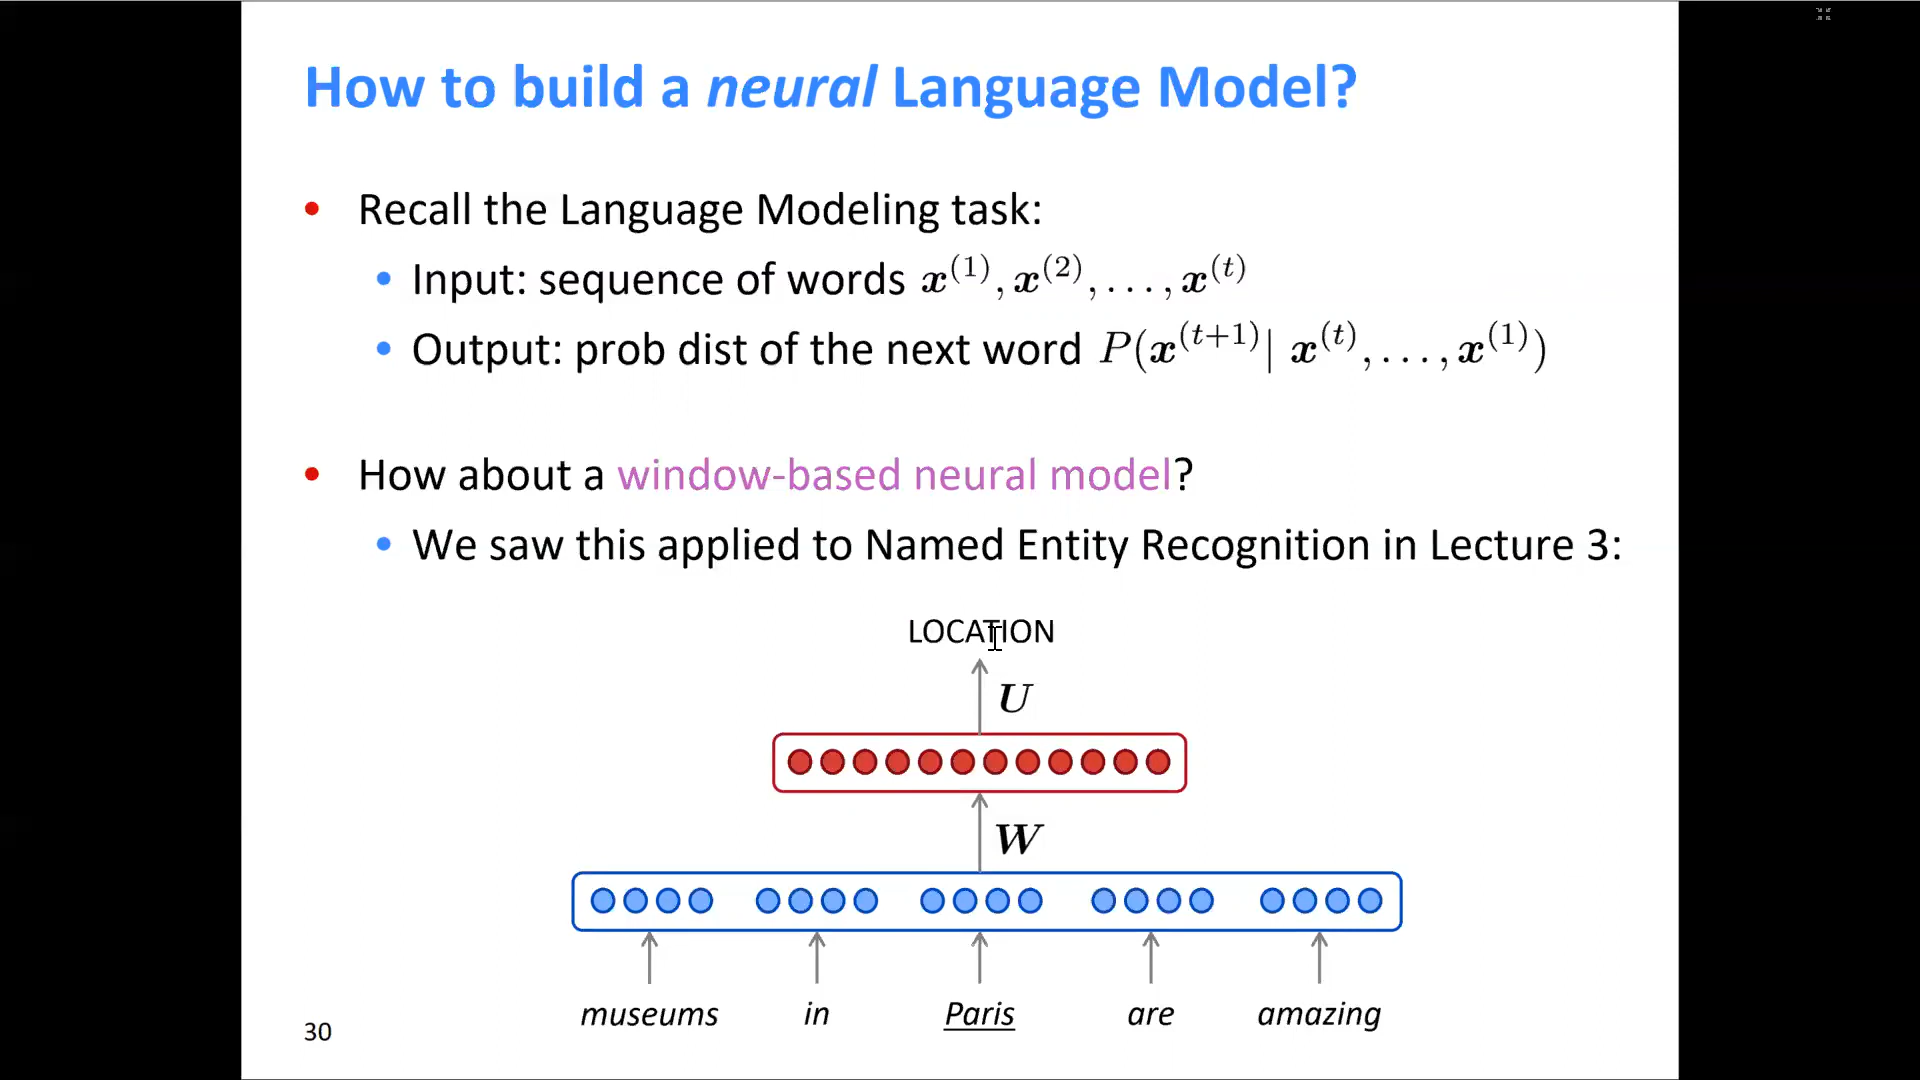 How to build a neural Language Model?
• Recall the Language Modeling task:
• Input: sequence of words x^(1), x^(2), ..., x^(t)
• Output: prob dist of the next word P(x^(t+1)| x^(t), ..., x^(1))
• How about a window-based neural model?
• We saw this applied to Named Entity Recognition in Lecture 3:
LOCATION
U
W
museums in Paris are amazing
30